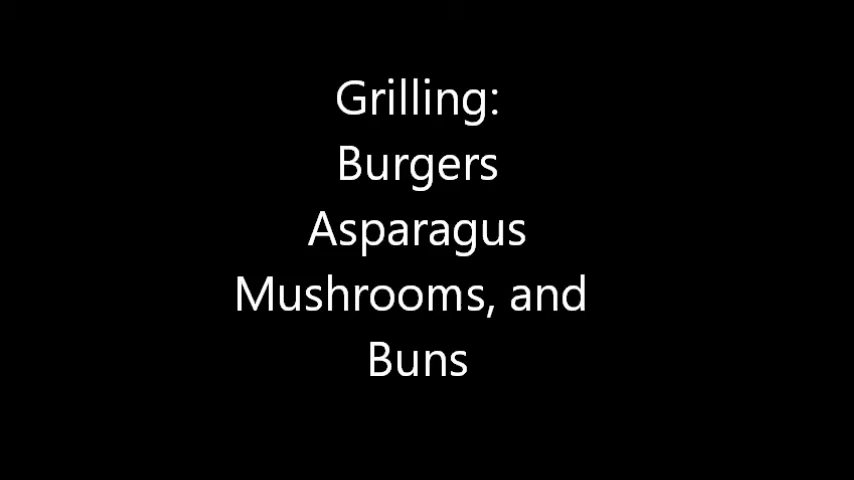 Grilling:
Burgers
Asparagus
Mushrooms, and
Buns